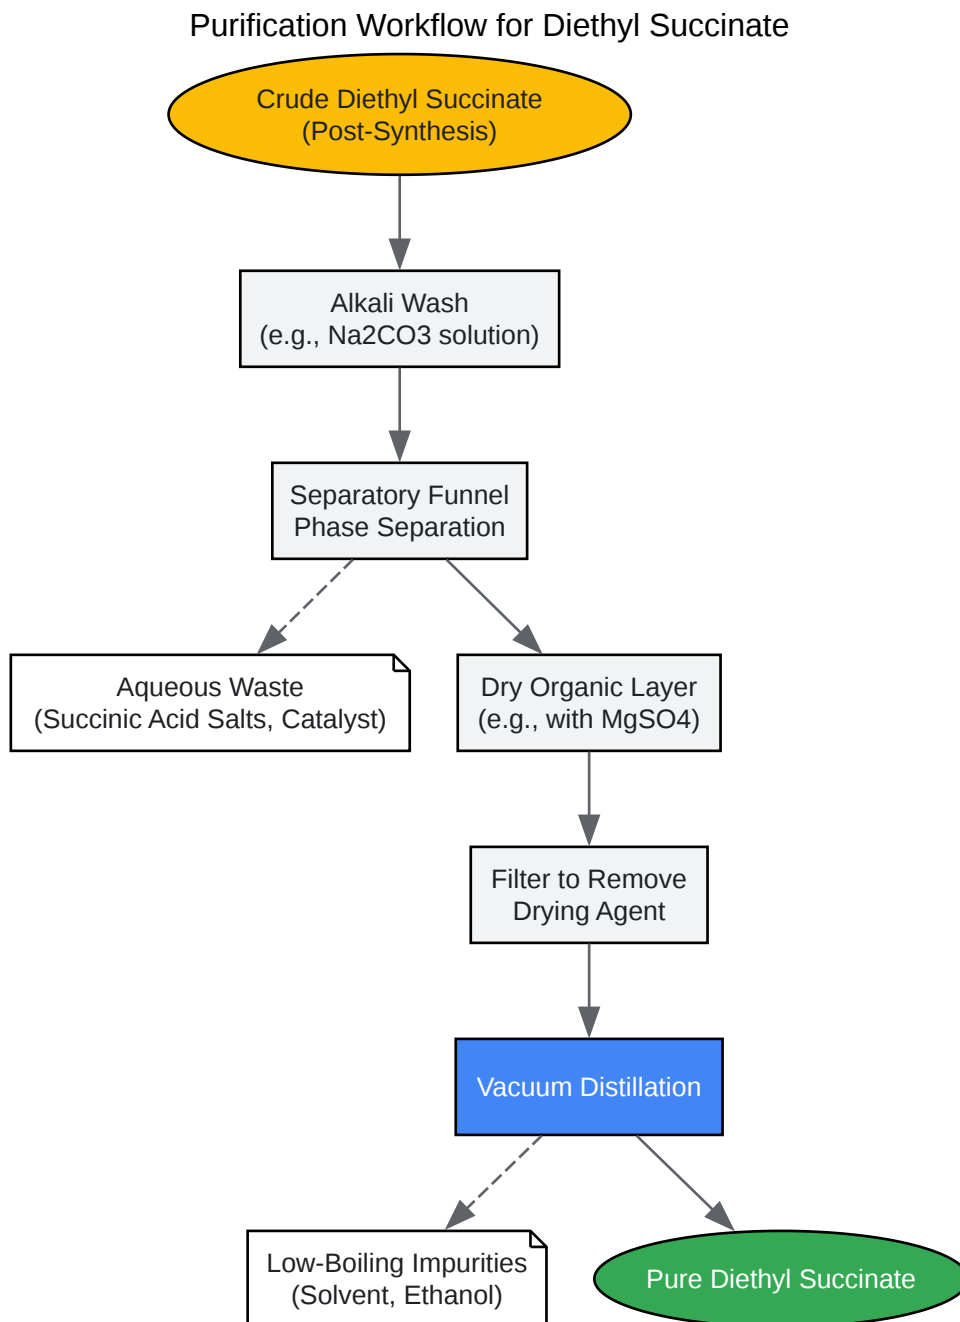 Purification Workflow for Diethyl Succinate
Crude Diethyl Succinate
(Post-Synthesis)
Alkali Wash
(e.g., Na2CO3 solution)
Separatory Funnel
Phase Separation
Aqueous Waste
(Succinic Acid Salts, Catalyst)
Dry Organic Layer
(e.g., with MgSO4)
Filter to Remove
Drying Agent
Vacuum Distillation
Low-Boiling Impurities
(Solvent, Ethanol)
Pure Diethyl Succinate